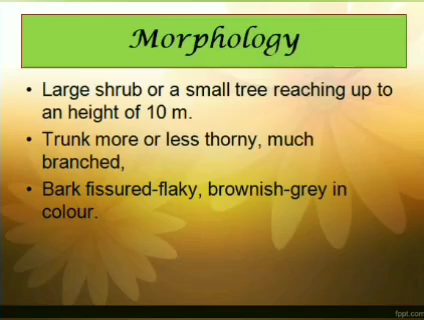 Morphology
• Large shrub or a small tree reaching up to
an height of 10 m.
• Trunk more or less thorny, much
branched,
• Bark fissured-flaky, brownish-grey in
colour.
fppt.com